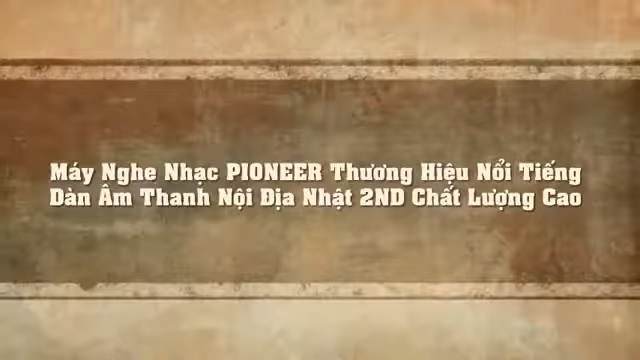 Máy Nghe Nhạc PIONEER Thương Hiệu Nổi Tiếng
Dàn Âm Thanh Nội Địa Nhật 2ND Chất Lượng Cao